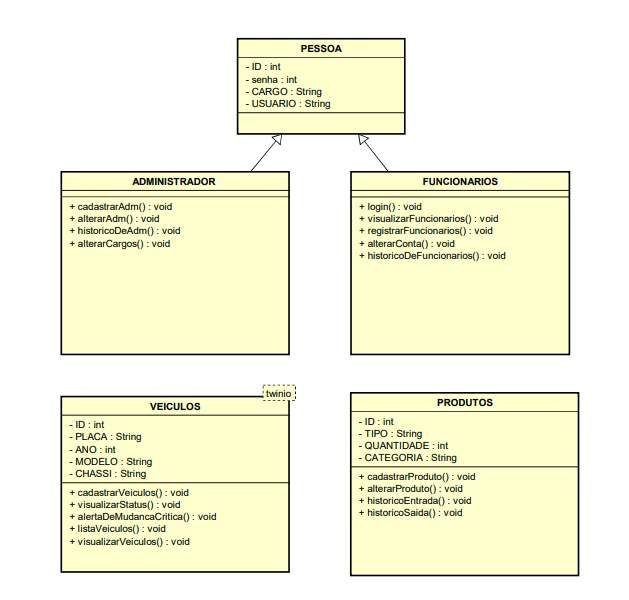 PESSOA
- ID : int
- senha : int
- CARGO : String
- USUARIO : String
ADMINISTRADOR
+ cadastrarAdm() : void
+ alterarAdm() : void
+ historicoDeAdm() : void
+ alterarCargos() : void
FUNCIONARIOS
+ login() : void
+ visualizarFuncionarios() : void
+ registrarFuncionarios() : void
+ alterarConta() : void
+ historicoDeFuncionarios() : void
twinio
VEICULOS
- ID : int
- PLACA : String
- ANO : int
- MODELO : String
- CHASSI : String
+ cadastrarVeiculos() : void
+ visualizarStatus() : void
+ alertaDeMudancaCritica() : void
+ listaVeiculos() : void
+ visualizarVeiculos() : void
PRODUTOS
- ID : int
- TIPO : String
- QUANTIDADE : int
- CATEGORIA : String
+ cadastrarProduto() : void
+ alterarProduto() : void
+ historicoEntrada() : void
+ historicoSaida() : void